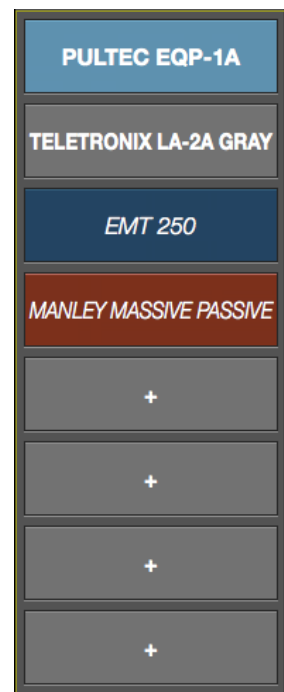 PULTEC EQP-1A
TELETRONIX LA-2A GRAY
EMT 250
MANLEY MASSIVE PASSIVE
+
+
+
+